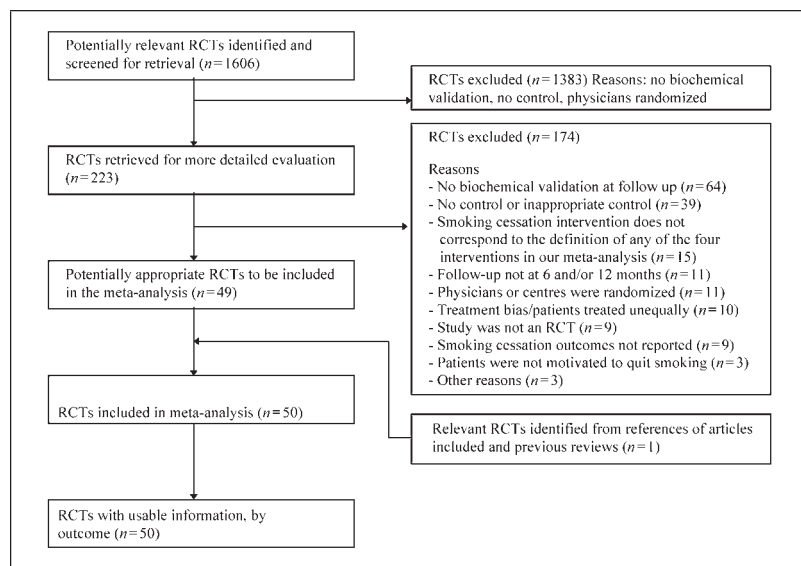 Potentially relevant RCTs identified and
screened for retrieval (n=1606)
RCTs excluded (n=1383) Reasons: no biochemical
validation, no control, physicians randomized
RCTs retrieved for more detailed evaluation
(n=223)
RCTs excluded (n=174)
Reasons
- No biochemical validation at follow up (n=64)
- No control or inappropriate control (n=39)
- Smoking cessation intervention does not
correspond to the definition of any of the four
interventions in our meta-analysis (n=15)
- Follow-up not at 6 and/or 12 months (n=11)
- Physicians or centres were randomized (n=11)
- Treatment bias/patients treated unequally (n=10)
- Study was not an RCT (n=9)
- Smoking cessation outcomes not reported (n=9)
- Patients were not motivated to quit smoking (n=3)
- Other reasons (n=3)
Potentially appropriate RCTs to be included
in the meta-analysis (n=49)
Relevant RCTs identified from references of articles
included and previous reviews (n=1)
RCTs included in meta-analysis (n=50)
RCTs with usable information, by
outcome (n=50)